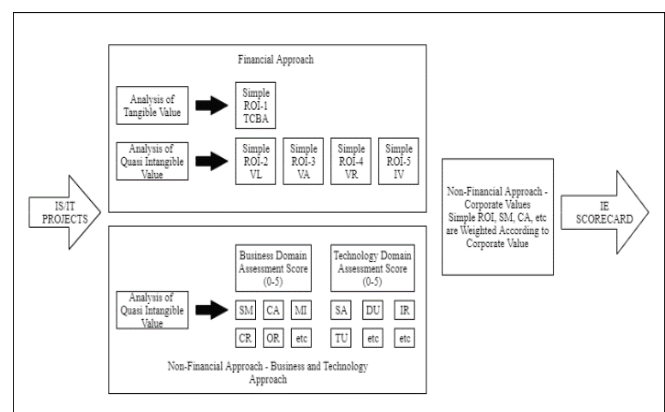 Financial Approach
Analysis of
Tangible Value
Simple
ROI-1
TCBA
Analysis of
Quasi Intangible
Value
Simple
ROI-2
VL
Simple
ROI-3
VA
Simple
ROI-4
VR
Simple
ROI-5
IV
IS/IT
PROJECTS
Business Domain
Assessment Score
(0-5)
Technology Domain
Assessment Score
(0-5)
Analysis of
Quasi Intangible
Value
SM CA MI
CR OR etc
SA DU IR
TU etc etc
Non-Financial Approach - Business and Technology
Approach
Non-Financial Approach -
Corporate Values
Simple ROI, SM, CA, etc
are Weighted According to
Corporate Value
IE
SCORECARD